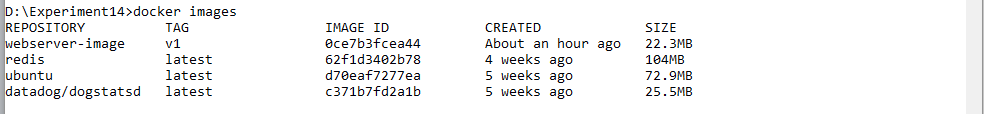 D:\Experiment14>docker images
REPOSITORY TAG IMAGE ID CREATED SIZE
webserver-image v1 0ce7b3fcea44 About an hour ago 22.3MB
redis latest 62f1d3402b78 4 weeks ago 104MB
ubuntu latest d70eaf7277ea 5 weeks ago 72.9MB
datadog/dogstatsd latest c371b7fd2a1b 5 weeks ago 25.5MB